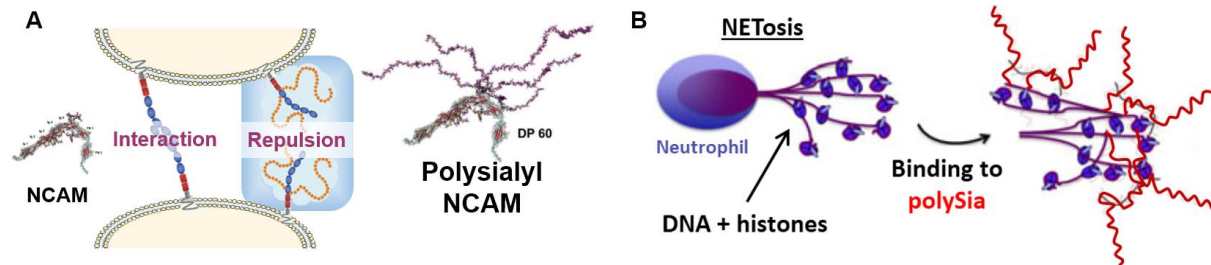 A
Interaction
Repulsion
NCAM
DP 60
Polysialyl
NCAM
B
NETosis
Neutrophil
DNA + histones
Binding to
polySia